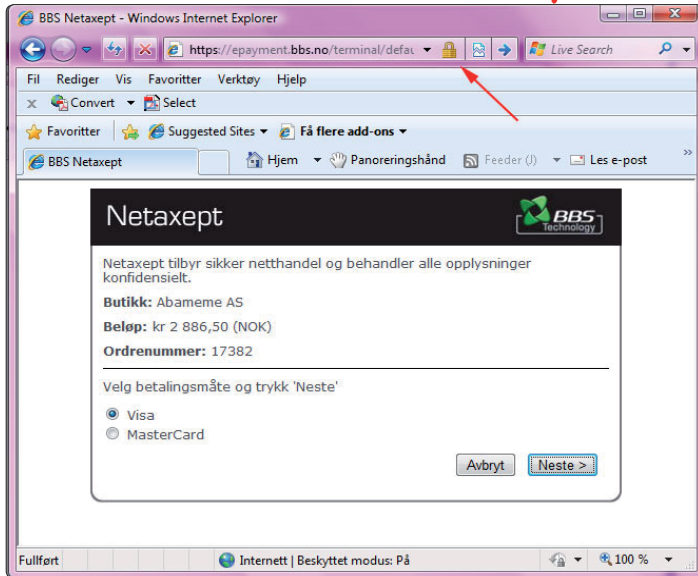 BBS Netaxept - Windows Internet Explorer
https://epayment.bbs.no/terminal/defau
Live Search
Fil Rediger Vis Favoritter Verktøy Hjelp
x Convert Select
Favoritter Suggested Sites Få flere add-ons
BBS Netaxept Hjem Panoreringshånd Feeder (J) Les e-post »
Netaxept
BBS
Technology
Netaxept tilbyr sikker netthandel og behandler alle opplysninger
konfidensielt.
Butikk: Abameme AS
Beløp: kr 2 886,50 (NOK)
Ordrenummer: 17382
Velg betalingsmåte og trykk 'Neste'
Visa
MasterCard
Avbryt Neste >
Fullført Internett | Beskyttet modus: På 100 %